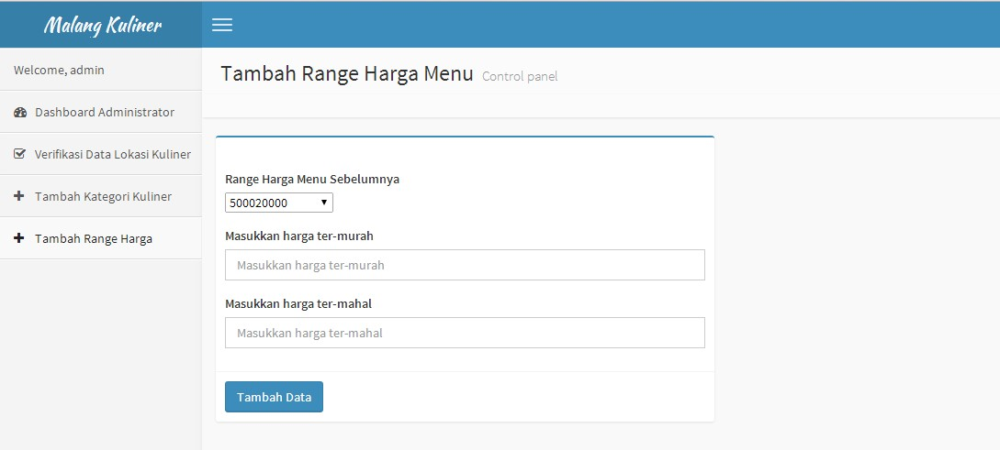 Malang Kuliner
Welcome, admin
Dashboard Administrator
Verifikasi Data Lokasi Kuliner
Tambah Kategori Kuliner
Tambah Range Harga
Tambah Range Harga Menu Control panel
Range Harga Menu Sebelumnya
500020000
Masukkan harga ter-murah
Masukkan harga ter-murah
Masukkan harga ter-mahal
Masukkan harga ter-mahal
Tambah Data